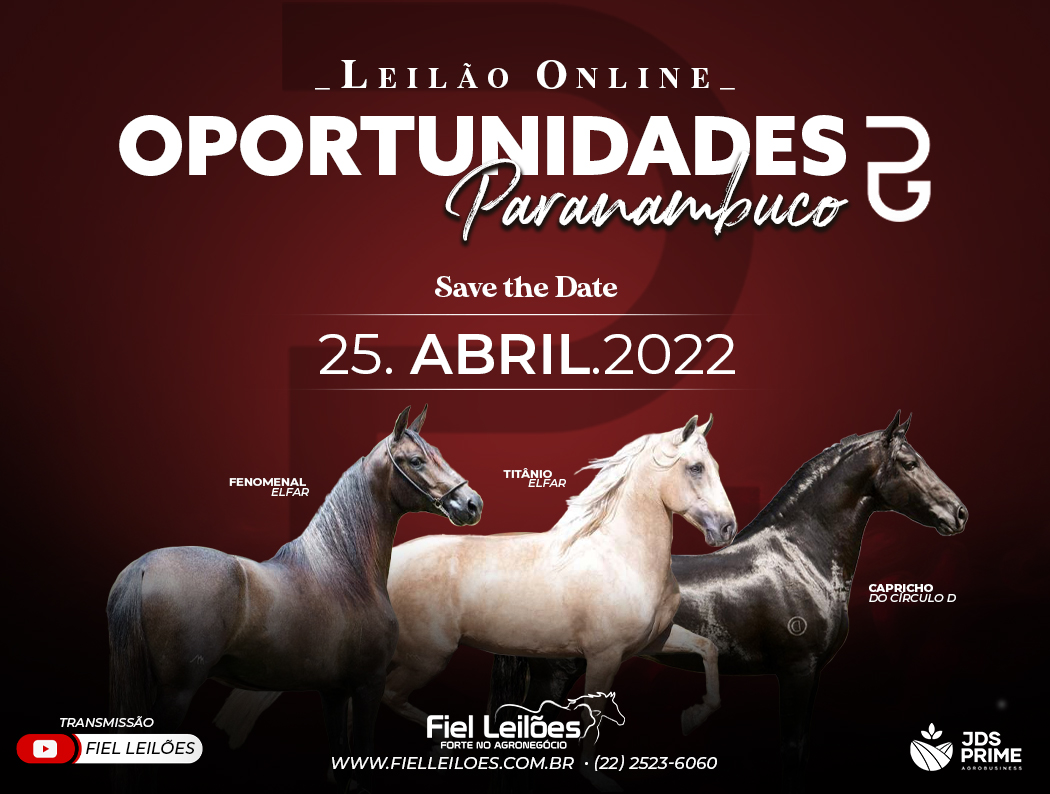 _LEILÃO ONLINE_
OPORTUNIDADES
Paranambuco
Save the Date
25. ABRIL.2022
FENOMENAL
ELFAR
TITÂNIO
ELFAR
CAPRICHO
DO CÍRCULO D
TRANSMISSÃO
FIEL LEILÕES
Fiel Leilões
FORTE NO AGRONEGÓCIO
WWW.FIELLEILOES.COM.BR • (22) 2523-6060
JDS
PRIME
AGROBUSINESS